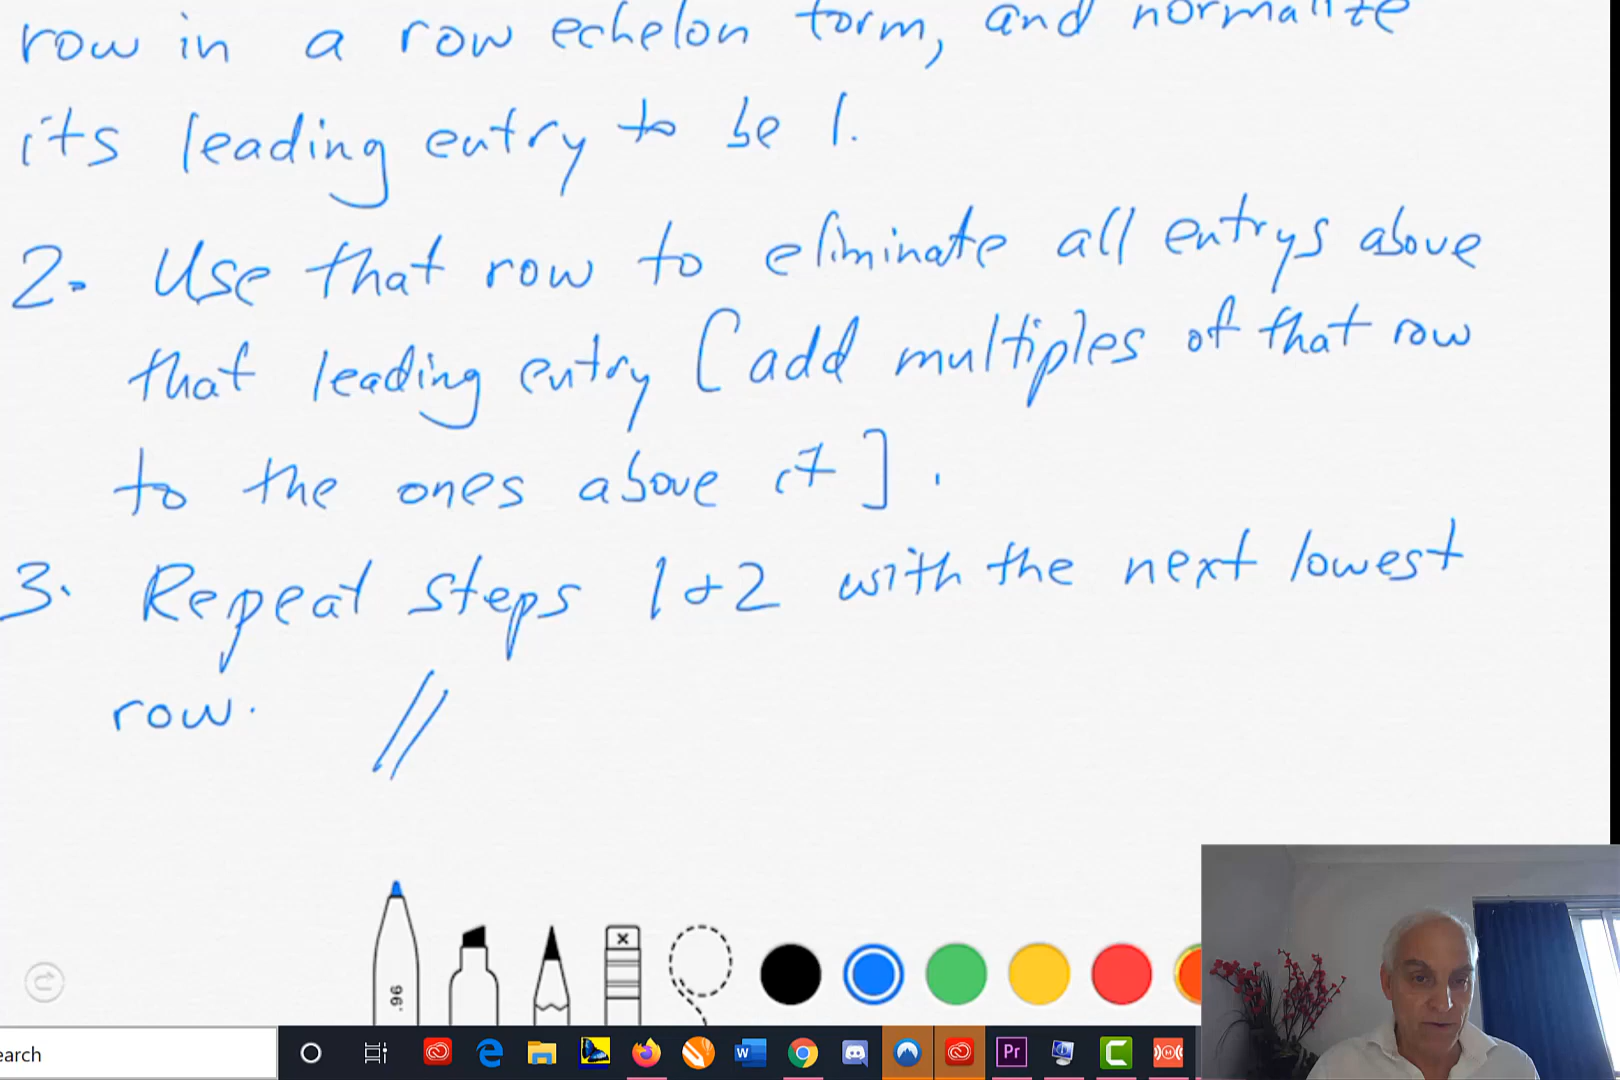 row in a row echelon form, and normalize
its leading entry to be 1.
2. Use that row to eliminate all entrys above
that leading entry [add multiples of that row
to the ones above it].
3. Repeat steps 1 & 2 with the next lowest
row. //
96
earch
W
Pr
C